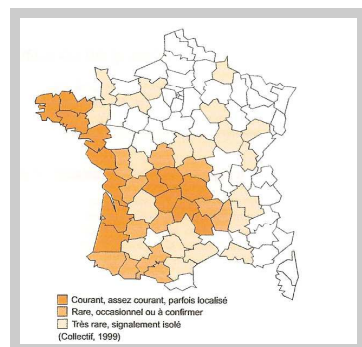 Courant, assez courant, parfois localisé
Rare, occasionnel ou à confirmer
Très rare, signalement isolé
(Collectif, 1999)